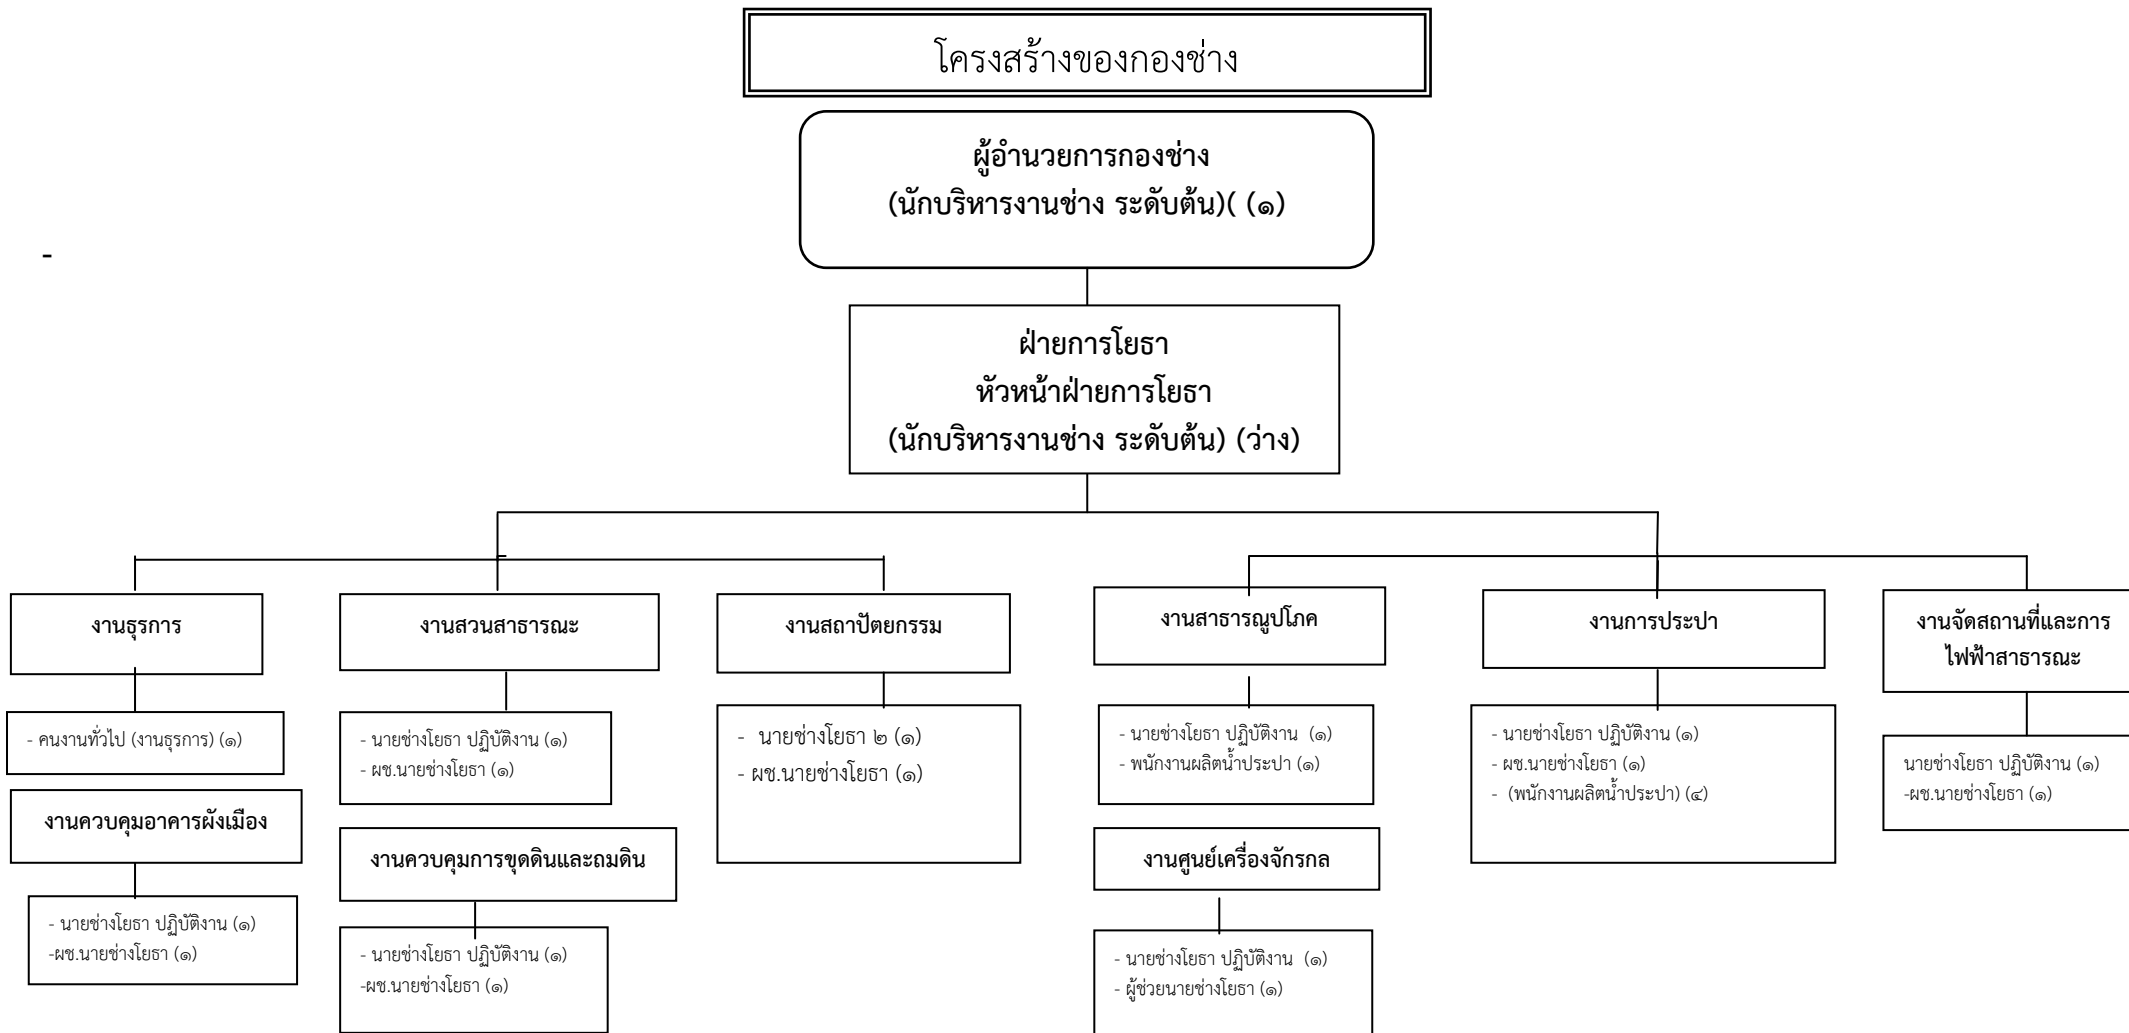 โครงสร้างของกองช่าง
ผู้อำนวยการกองช่าง
(นักบริหารงานช่าง ระดับต้น)( (๑)
-
ฝ่ายการโยธา
หัวหน้าฝ่ายการโยธา
(นักบริหารงานช่าง ระดับต้น) (ว่าง)
งานธุรการ
- คนงานทั่วไป (งานธุรการ) (๑)
งานควบคุมอาคารผังเมือง
- นายช่างโยธา ปฏิบัติงาน (๑)
-ผช.นายช่างโยธา (๑)
งานสวนสาธารณะ
- นายช่างโยธา ปฏิบัติงาน (๑)
- ผช.นายช่างโยธา (๑)
งานควบคุมการขุดดินและถมดิน
- นายช่างโยธา ปฏิบัติงาน (๑)
-ผช.นายช่างโยธา (๑)
งานสถาปัตยกรรม
- นายช่างโยธา ๒ (๑)
- ผช.นายช่างโยธา (๑)
งานสาธารณูปโภค
- นายช่างโยธา ปฏิบัติงาน (๑)
- พนักงานผลิตน้ำประปา (๑)
งานศูนย์เครื่องจักรกล
- นายช่างโยธา ปฏิบัติงาน (๑)
- ผู้ช่วยนายช่างโยธา (๑)
งานการประปา
- นายช่างโยธา ปฏิบัติงาน (๑)
- ผช.นายช่างโยธา (๑)
- (พนักงานผลิตน้ำประปา) (๔)
งานจัดสถานที่และการ
ไฟฟ้าสาธารณะ
นายช่างโยธา ปฏิบัติงาน (๑)
-ผช.นายช่างโยธา (๑)